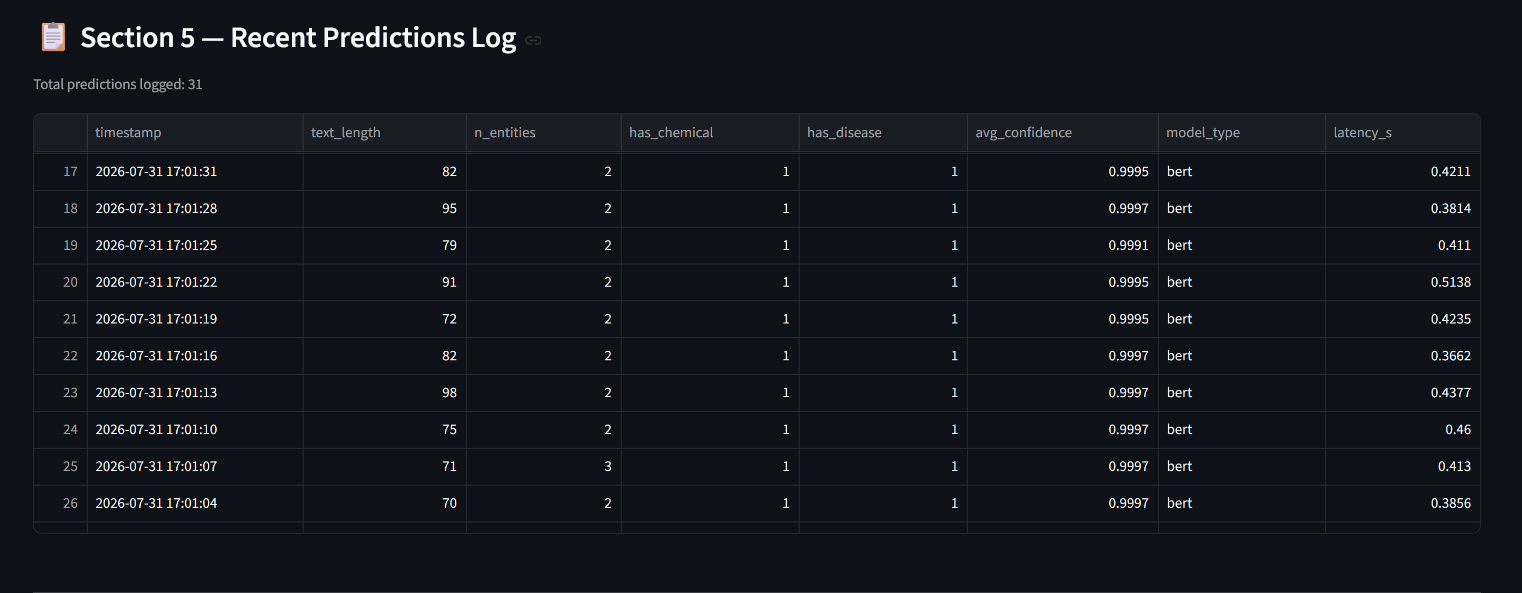 📋 Section 5 — Recent Predictions Log
Total predictions logged: 31
timestamp text_length n_entities has_chemical has_disease avg_confidence model_type latency_s
17 2026-07-31 17:01:31 82 2 1 1 0.9995 bert 0.4211
18 2026-07-31 17:01:28 95 2 1 1 0.9997 bert 0.3814
19 2026-07-31 17:01:25 79 2 1 1 0.9991 bert 0.411
20 2026-07-31 17:01:22 91 2 1 1 0.9995 bert 0.5138
21 2026-07-31 17:01:19 72 2 1 1 0.9995 bert 0.4235
22 2026-07-31 17:01:16 82 2 1 1 0.9997 bert 0.3662
23 2026-07-31 17:01:13 98 2 1 1 0.9997 bert 0.4377
24 2026-07-31 17:01:10 75 2 1 1 0.9997 bert 0.46
25 2026-07-31 17:01:07 71 3 1 1 0.9997 bert 0.413
26 2026-07-31 17:01:04 70 2 1 1 0.9997 bert 0.3856